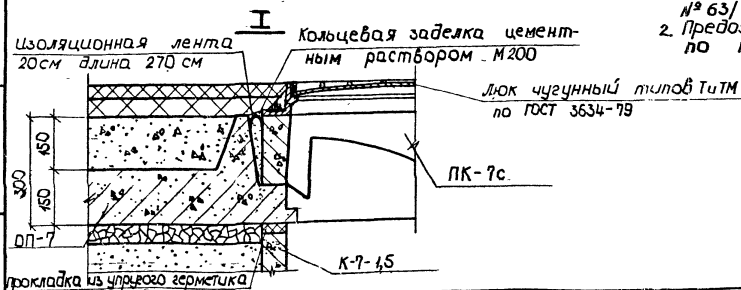 I
Изоляционная лента
20см длина 270 см
Кольцевая заделка цемент-
ным раствором М200
№ 63/
2. Предо
по
Люк чугунный типов Т и ТМ
по ГОСТ 3634-79
300
150
150
ПК-7с
ОП-7
К-7-1,5
прокладка из упругого герметика